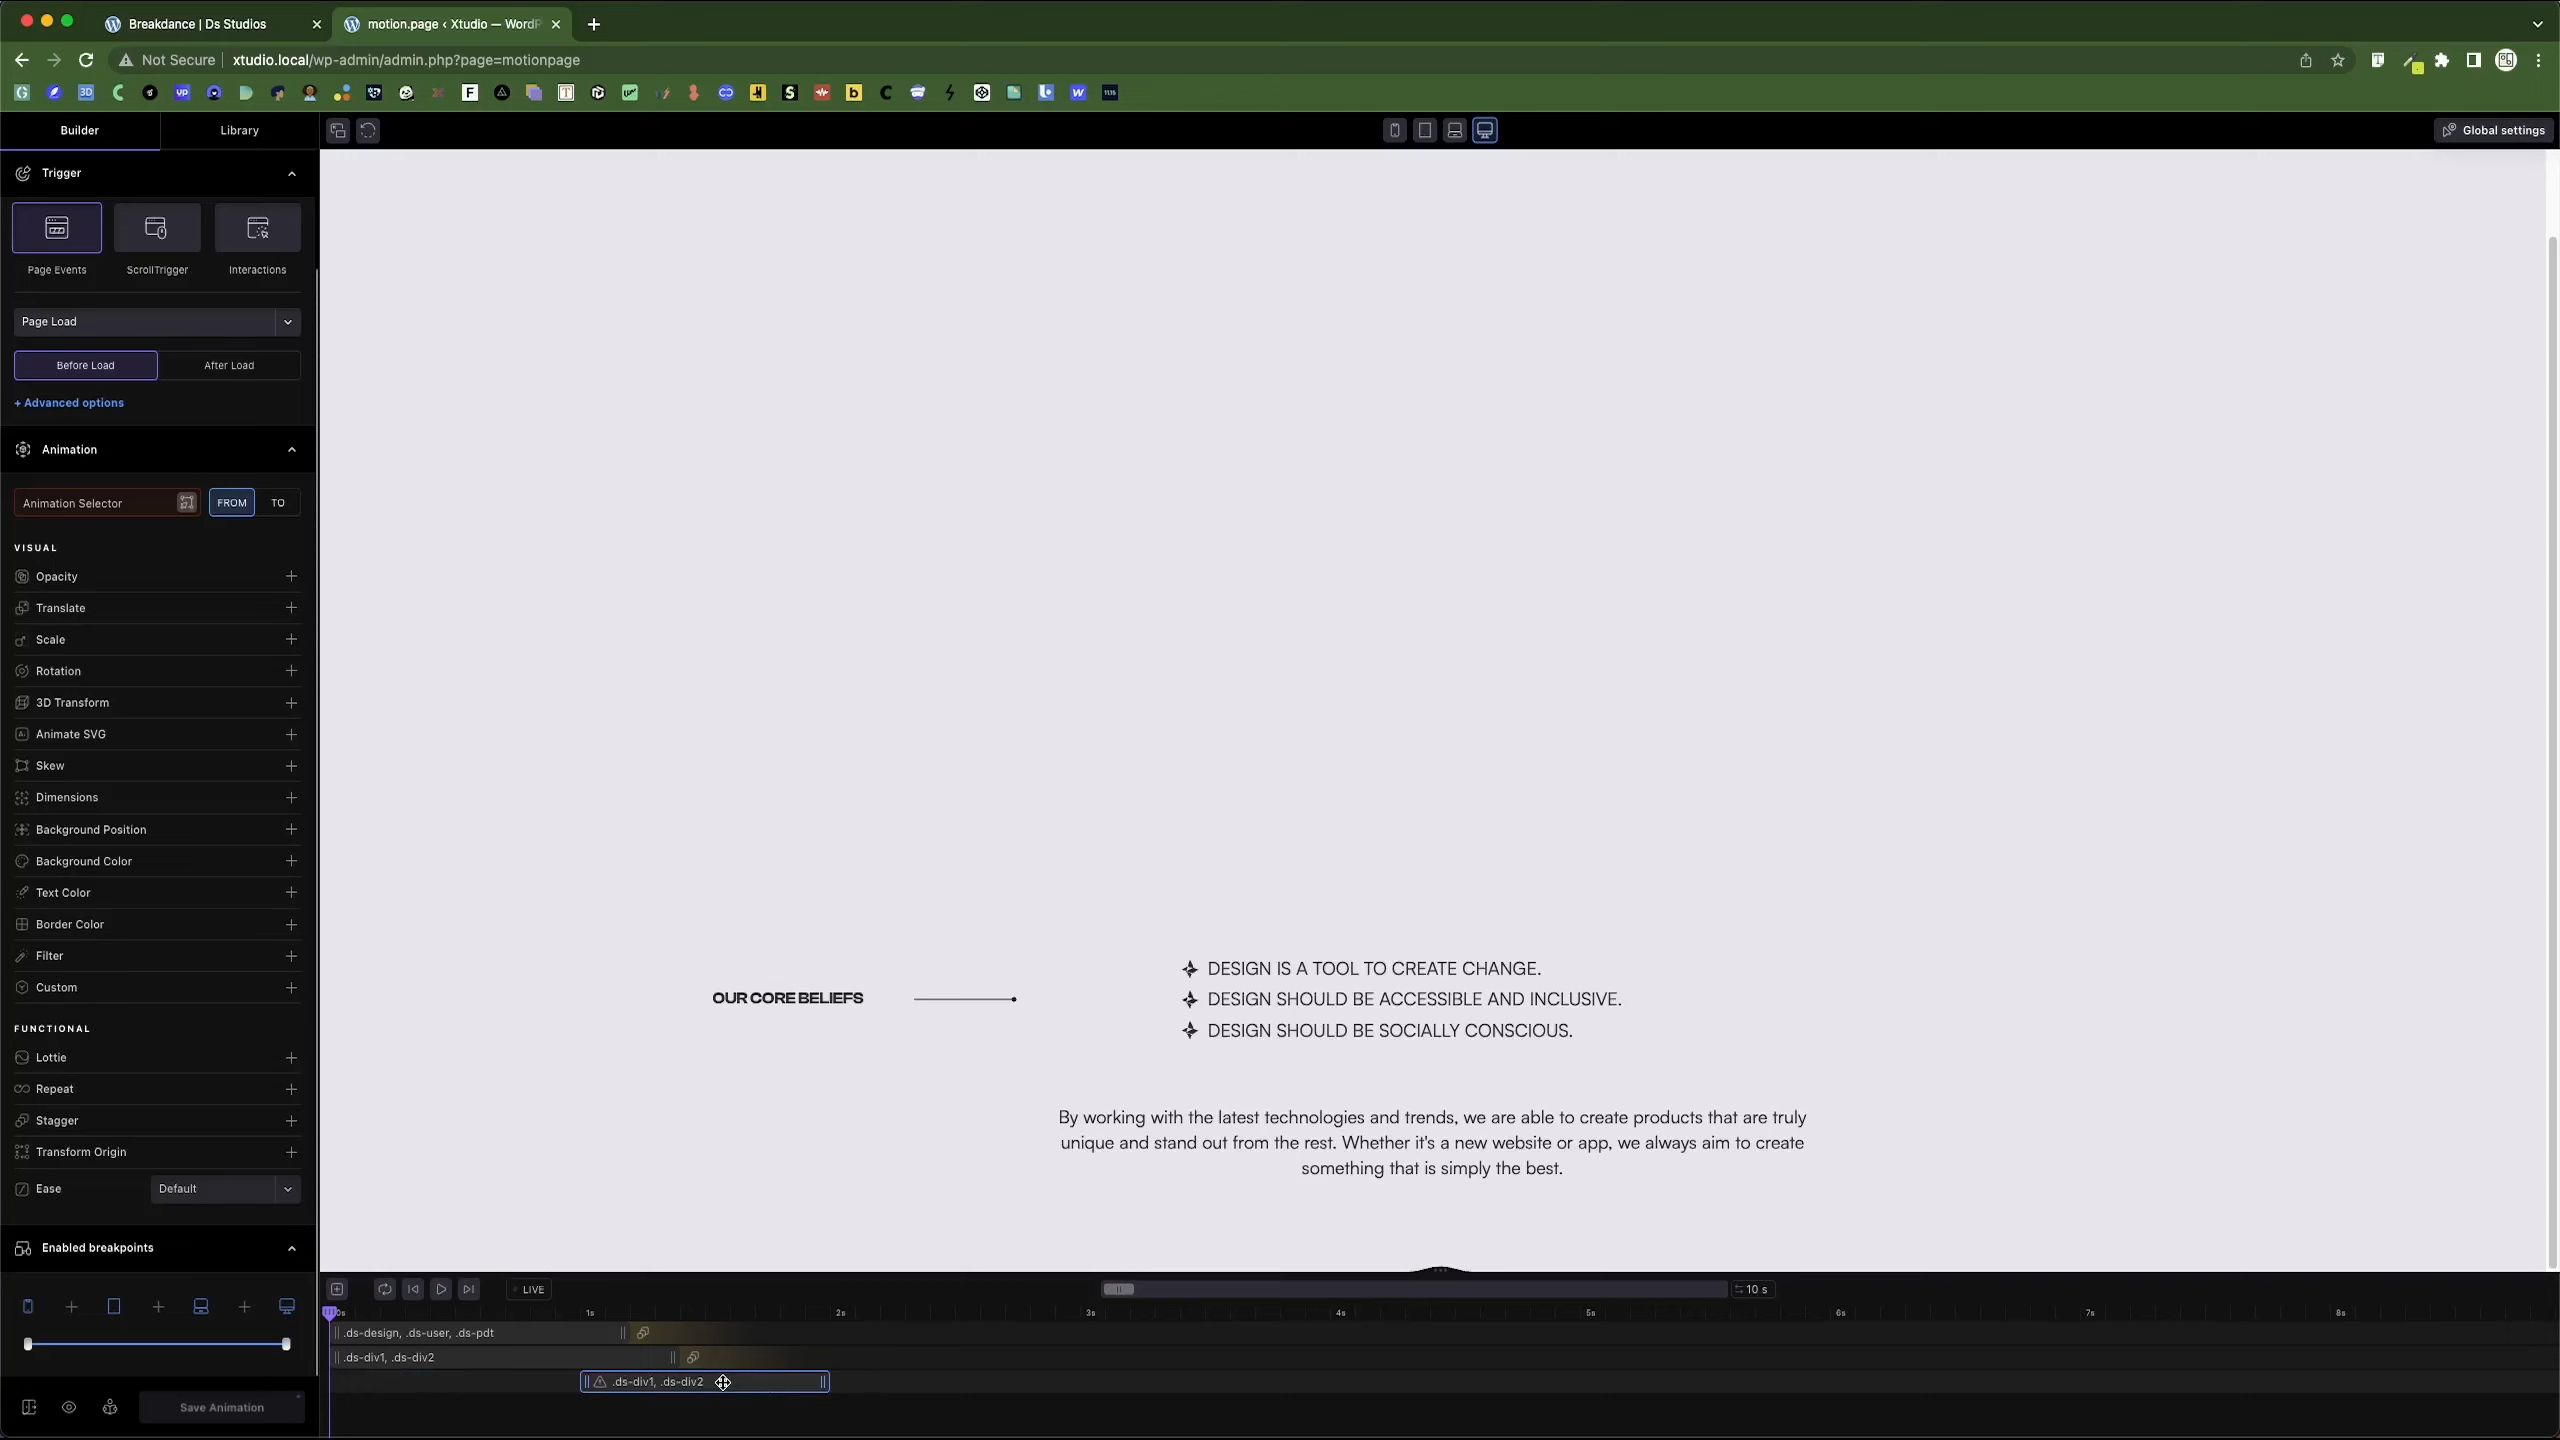 Breakdance | Ds Studios
motion.page ‹ Xtudio — WordP
Not Secure
xtudio.local/wp-admin/admin.php?page=motionpage
Builder
Library
Global settings
Trigger
Page Events
ScrollTrigger
Interactions
Page Load
Before Load
After Load
+ Advanced options
Animation
Animation Selector
FROM
TO
VISUAL
Opacity
Translate
Scale
Rotation
3D Transform
Animate SVG
Skew
Dimensions
Background Position
Background Color
Text Color
Border Color
Filter
Custom
FUNCTIONAL
Lottie
Repeat
Stagger
Transform Origin
Ease
Default
Enabled breakpoints
Save Animation
OUR CORE BELIEFS
DESIGN IS A TOOL TO CREATE CHANGE.
DESIGN SHOULD BE ACCESSIBLE AND INCLUSIVE.
DESIGN SHOULD BE SOCIALLY CONSCIOUS.
By working with the latest technologies and trends, we are able to create products that are truly
unique and stand out from the rest. Whether it's a new website or app, we always aim to create
something that is simply the best.
LIVE
10 s
0s 1s 2s 3s 4s 5s 6s 7s 8s
.ds-design, .ds-user, .ds-pdt
.ds-div1, .ds-div2
.ds-div1, .ds-div2